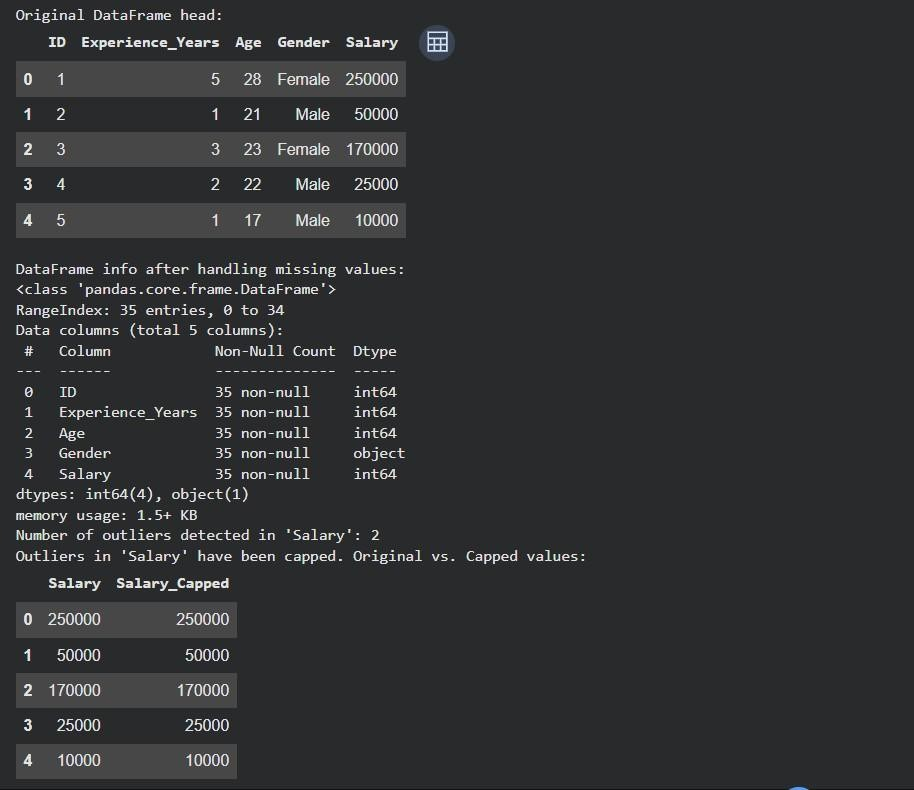 Original DataFrame head:
ID Experience_Years Age Gender Salary
0 1 5 28 Female 250000
1 2 1 21 Male 50000
2 3 3 23 Female 170000
3 4 2 22 Male 25000
4 5 1 17 Male 10000
DataFrame info after handling missing values:
<class 'pandas.core.frame.DataFrame'>
RangeIndex: 35 entries, 0 to 34
Data columns (total 5 columns):
# Column Non-Null Count Dtype
--- ------ -------------- -----
0 ID 35 non-null int64
1 Experience_Years 35 non-null int64
2 Age 35 non-null int64
3 Gender 35 non-null object
4 Salary 35 non-null int64
dtypes: int64(4), object(1)
memory usage: 1.5+ KB
Number of outliers detected in 'Salary': 2
Outliers in 'Salary' have been capped. Original vs. Capped values:
Salary Salary_Capped
0 250000 250000
1 50000 50000
2 170000 170000
3 25000 25000
4 10000 10000